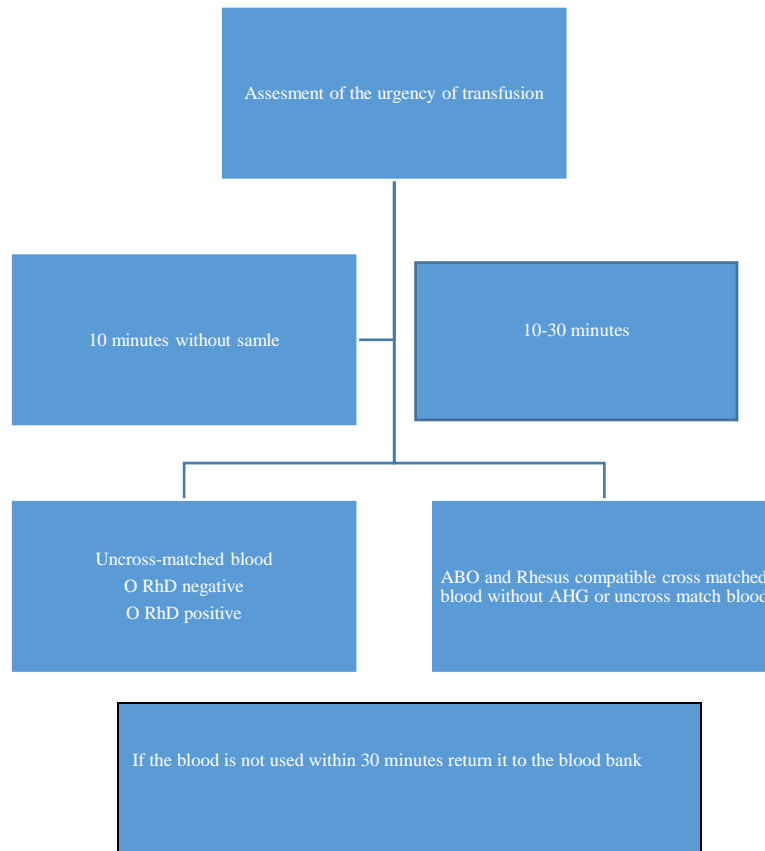 Assesment of the urgency of transfusion
10 minutes without samle
10-30 minutes
Uncross-matched blood
O RhD negative
O RhD positive
ABO and Rhesus compatible cross matched
blood without AHG or uncross match blood
If the blood is not used within 30 minutes return it to the blood bank